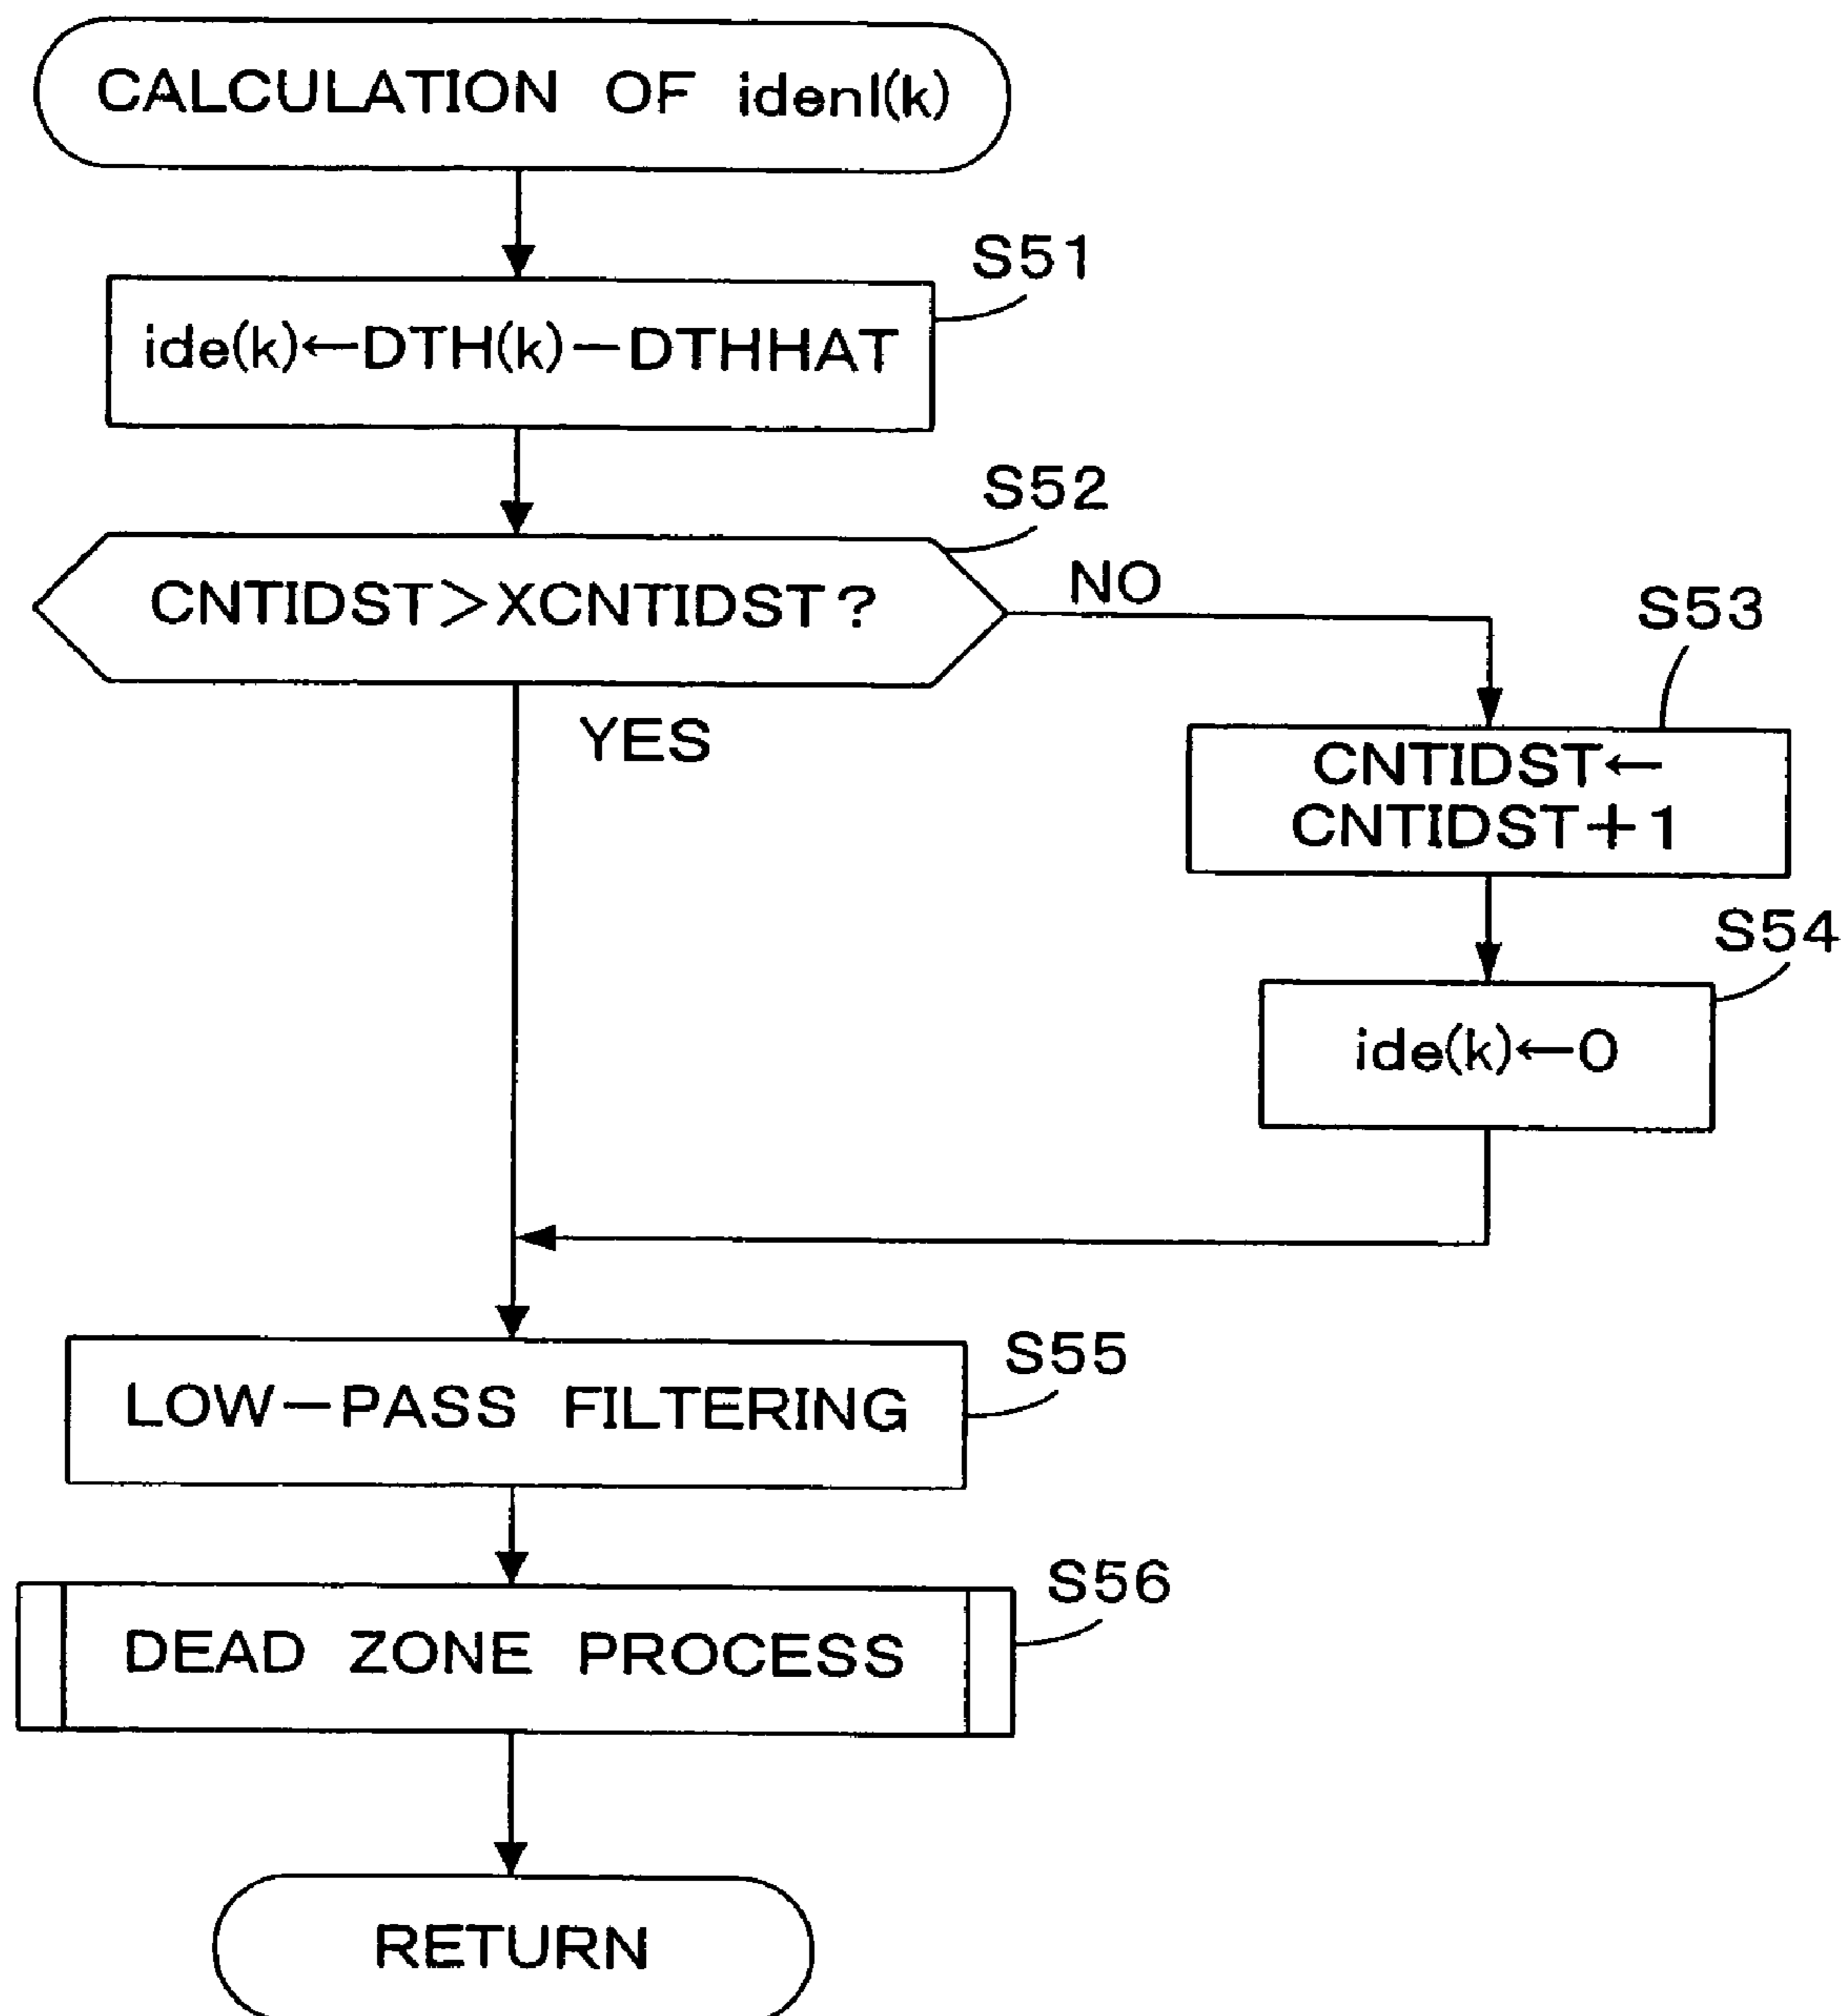 CALCULATION OF idenl(k)
S51
ide(k)←DTH(k)－DTHHAT
S52
CNTIDST＞XCNTIDST?
NO
YES
S53
CNTIDST←
CNTIDST+1
S54
ide(k)←0
S55
LOW－PASS FILTERING
S56
DEAD ZONE PROCESS
RETURN